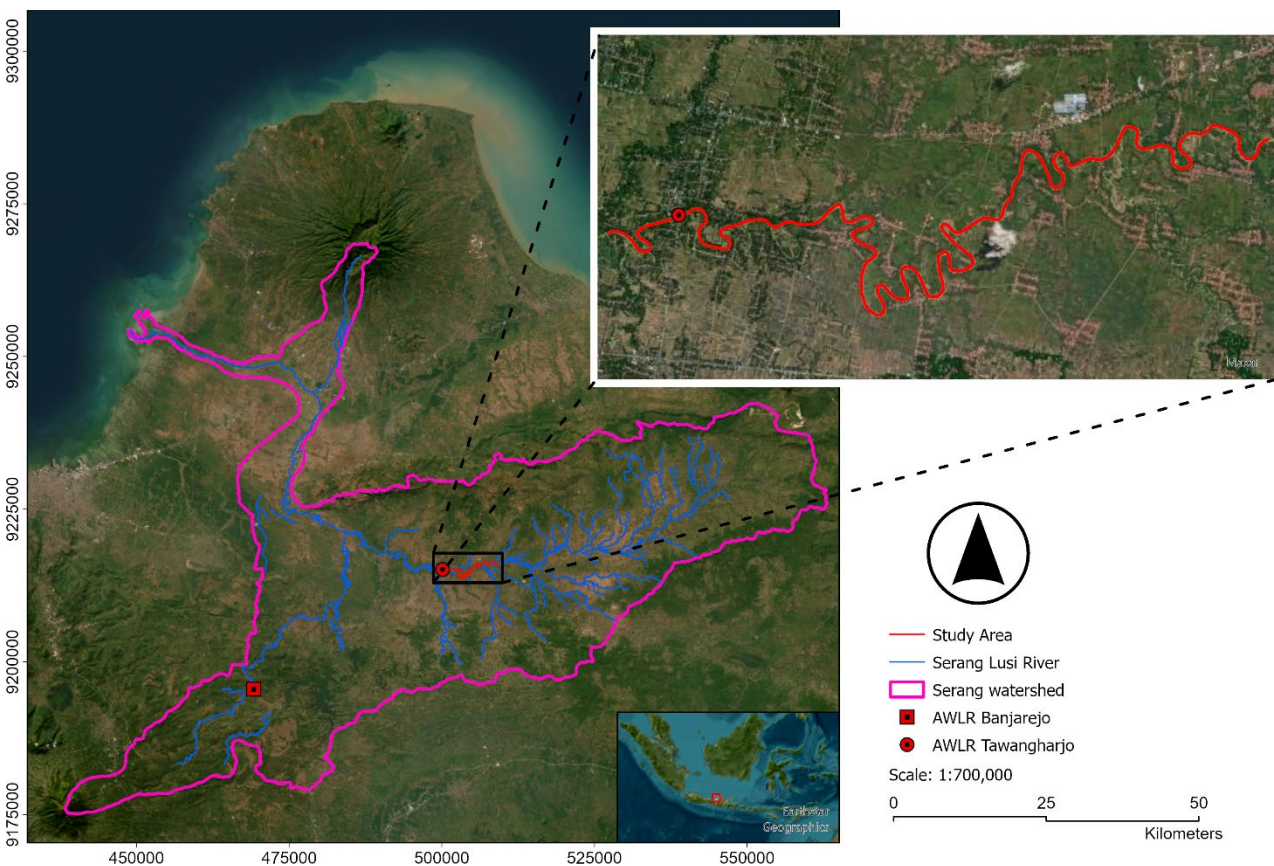 9300000
9275000
9250000
9225000
9200000
9175000
450000
475000
500000
525000
550000
Maxar
Earthstar
Geographics
Study Area
Serang Lusi River
Serang watershed
AWLR Banjarejo
AWLR Tawangharjo
Scale: 1:700,000
0 25 50
Kilometers